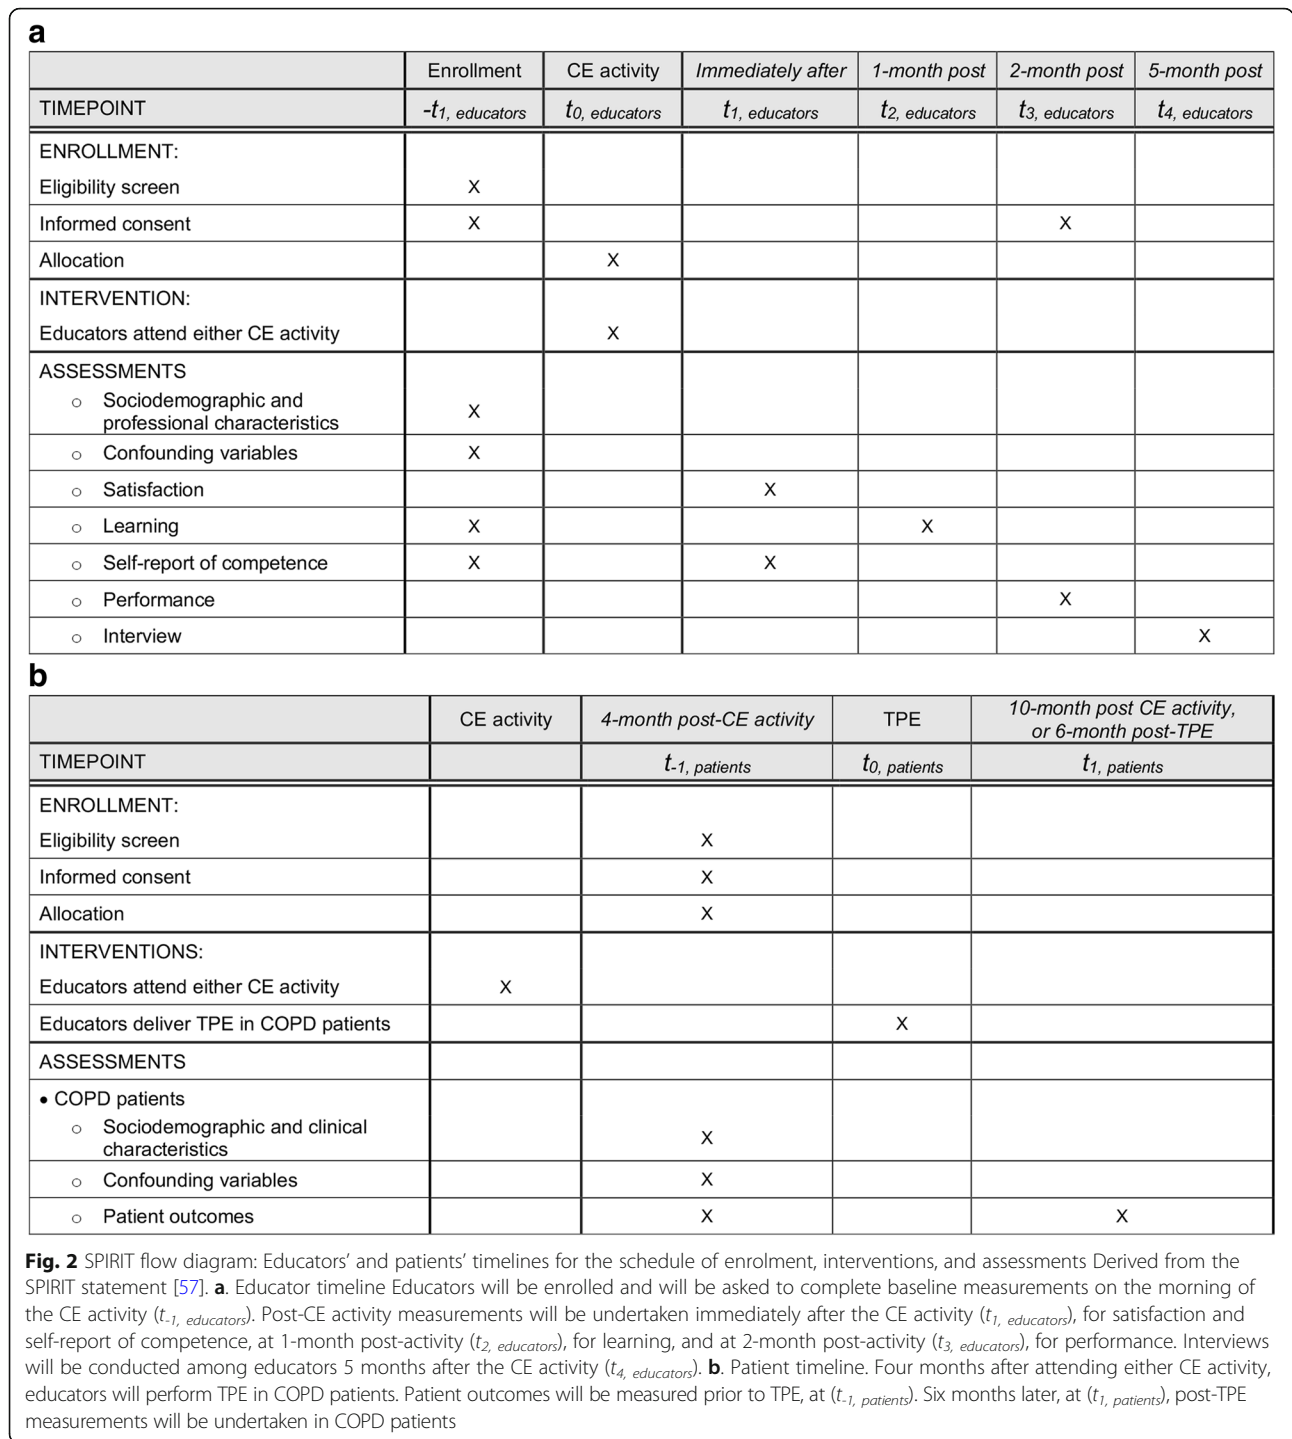 a
Enrollment CE activity Immediately after 1-month post 2-month post 5-month post
TIMEPOINT -t1, educators t0, educators t1, educators t2, educators t3, educators t4, educators
ENROLLMENT:
Eligibility screen X
Informed consent X X
Allocation X
INTERVENTION:
Educators attend either CE activity X
ASSESSMENTS
o Sociodemographic and
professional characteristics X
o Confounding variables X
o Satisfaction X
o Learning X X
o Self-report of competence X X
o Performance X
o Interview X
b
CE activity 4-month post-CE activity TPE 10-month post CE activity,
or 6-month post-TPE
TIMEPOINT t-1, patients t0, patients t1, patients
ENROLLMENT:
Eligibility screen X
Informed consent X
Allocation X
INTERVENTIONS:
Educators attend either CE activity X
Educators deliver TPE in COPD patients X
ASSESSMENTS
• COPD patients
o Sociodemographic and clinical
characteristics X
o Confounding variables X
o Patient outcomes X X
Fig. 2 SPIRIT flow diagram: Educators' and patients' timelines for the schedule of enrolment, interventions, and assessments Derived from the
SPIRIT statement [57]. a. Educator timeline Educators will be enrolled and will be asked to complete baseline measurements on the morning of
the CE activity (t-1, educators). Post-CE activity measurements will be undertaken immediately after the CE activity (t1, educators), for satisfaction and
self-report of competence, at 1-month post-activity (t2, educators), for learning, and at 2-month post-activity (t3, educators), for performance. Interviews
will be conducted among educators 5 months after the CE activity (t4, educators). b. Patient timeline. Four months after attending either CE activity,
educators will perform TPE in COPD patients. Patient outcomes will be measured prior to TPE, at (t-1, patients). Six months later, at (t1, patients), post-TPE
measurements will be undertaken in COPD patients